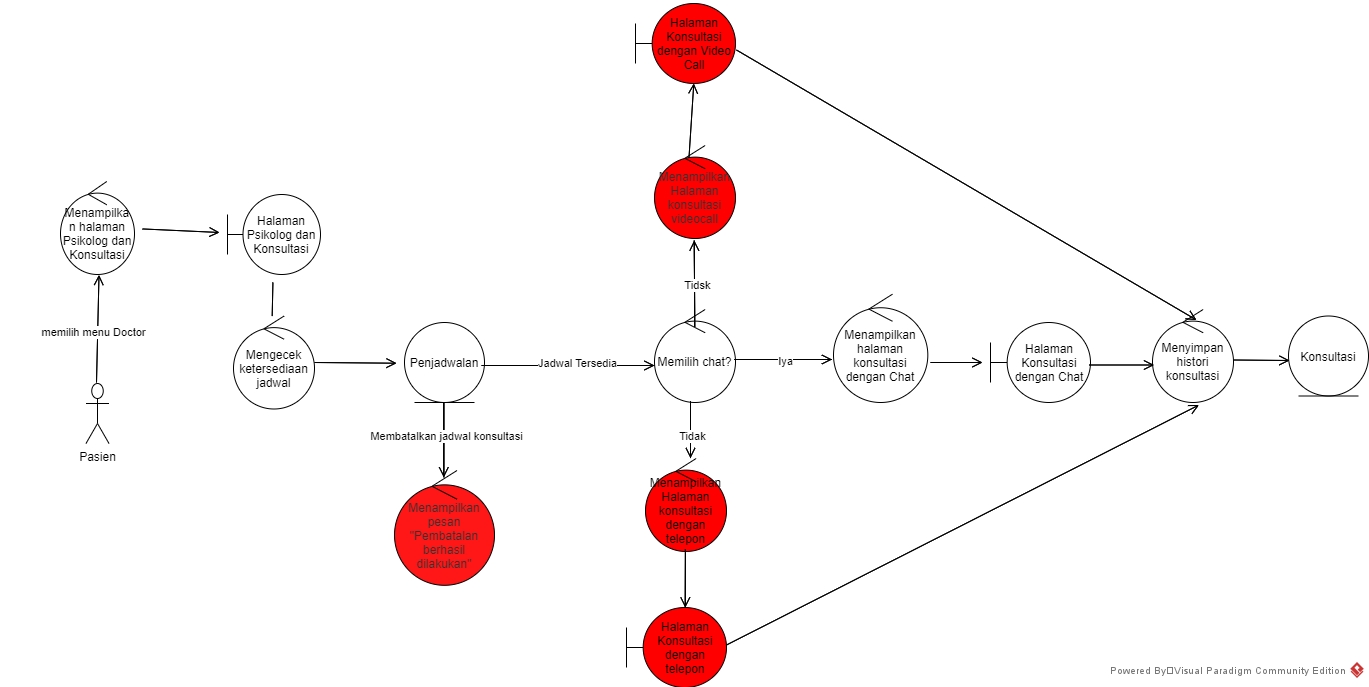 Halaman
Konsultasi
dengan Video
Call
Menampilkan
Halaman
konsultasi
videocall
Tidsk
Menampilka
n halaman
Psikolog dan
Konsultasi
Halaman
Psikolog dan
Konsultasi
memilih menu Doctor
Pasien
Mengecek
ketersediaan
jadwal
Penjadwalan
Jadwal Tersedia
Memilih chat?
Iya
Menampilkan
halaman
konsultasi
dengan Chat
Halaman
Konsultasi
dengan Chat
Menyimpan
histori
konsultasi
Konsultasi
Membatalkan jadwal konsultasi
Menampilkan
pesan
"Pembatalan
berhasil
dilakukan"
Tidak
Menampilkan
Halaman
konsultasi
dengan
telepon
Halaman
Konsultasi
dengan
telepon
Powered By Visual Paradigm Community Edition